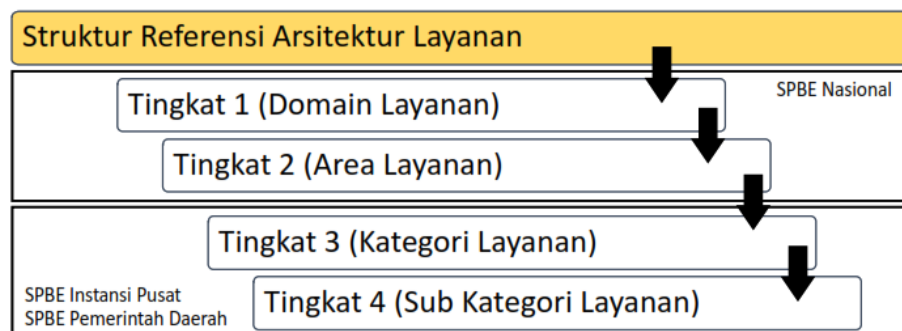 Struktur Referensi Arsitektur Layanan
Tingkat 1 (Domain Layanan)
SPBE Nasional
Tingkat 2 (Area Layanan)
Tingkat 3 (Kategori Layanan)
Tingkat 4 (Sub Kategori Layanan)
SPBE Instansi Pusat
SPBE Pemerintah Daerah